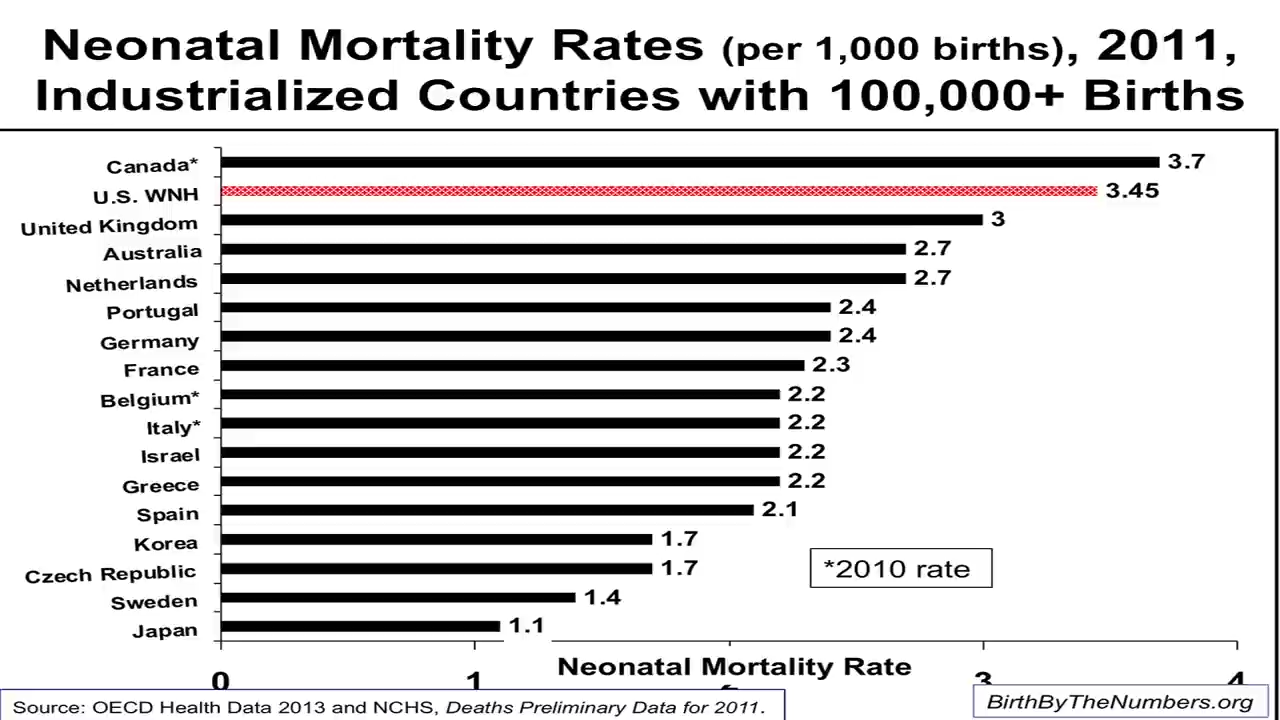 Neonatal Mortality Rates (per 1,000 births), 2011,
Industrialized Countries with 100,000+ Births
Canada* 3.7
U.S. WNH 3.45
United Kingdom 3
Australia 2.7
Netherlands 2.7
Portugal 2.4
Germany 2.4
France 2.3
Belgium* 2.2
Italy* 2.2
Israel 2.2
Greece 2.2
Spain 2.1
Korea 1.7
Czech Republic 1.7
*2010 rate
Sweden 1.4
Japan 1.1
Neonatal Mortality Rate
0 1 3 4
Source: OECD Health Data 2013 and NCHS, Deaths Preliminary Data for 2011.
BirthByTheNumbers.org